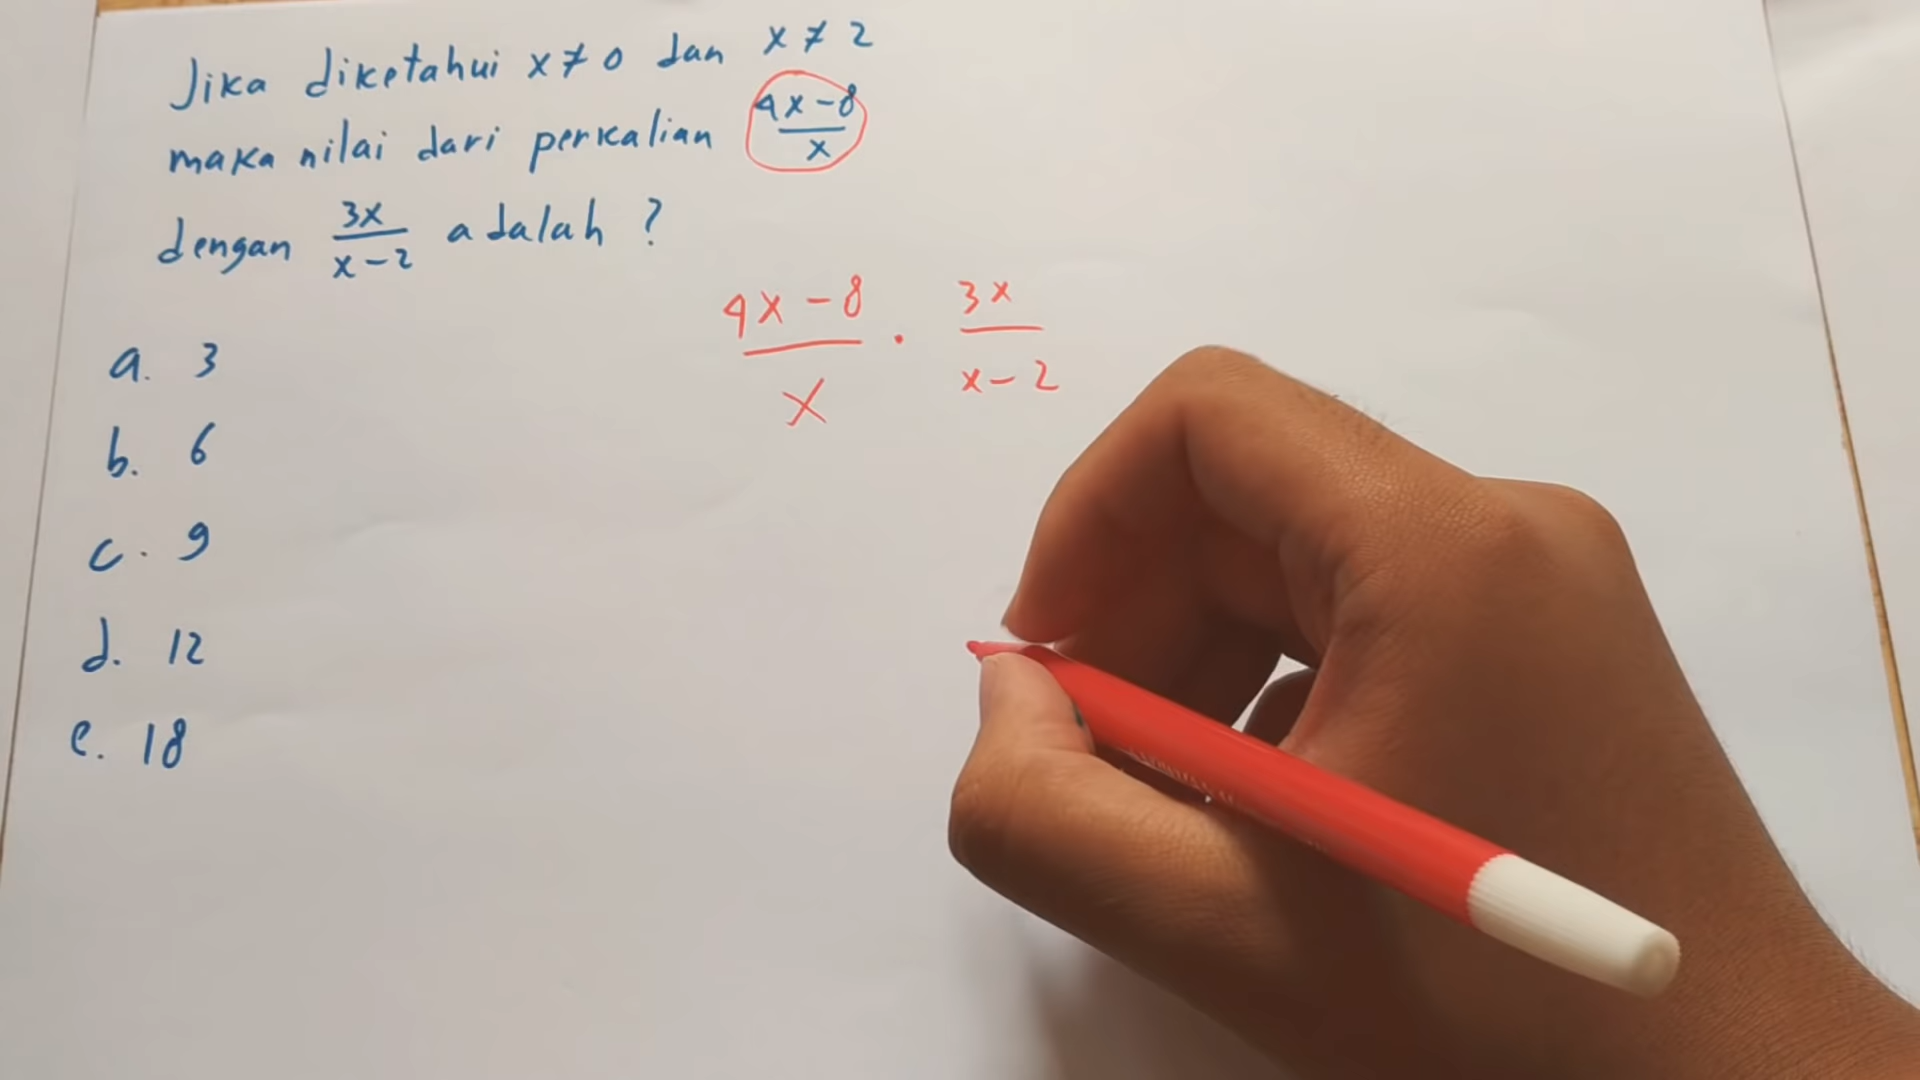 Jika diketahui x ≠ 0 dan x ≠ 2
maka nilai dari perkalian (4x-8)/x
dengan 3x/(x-2) adalah ?
(4x-8)/x . 3x/(x-2)
a. 3
b. 6
c. 9
d. 12
e. 18